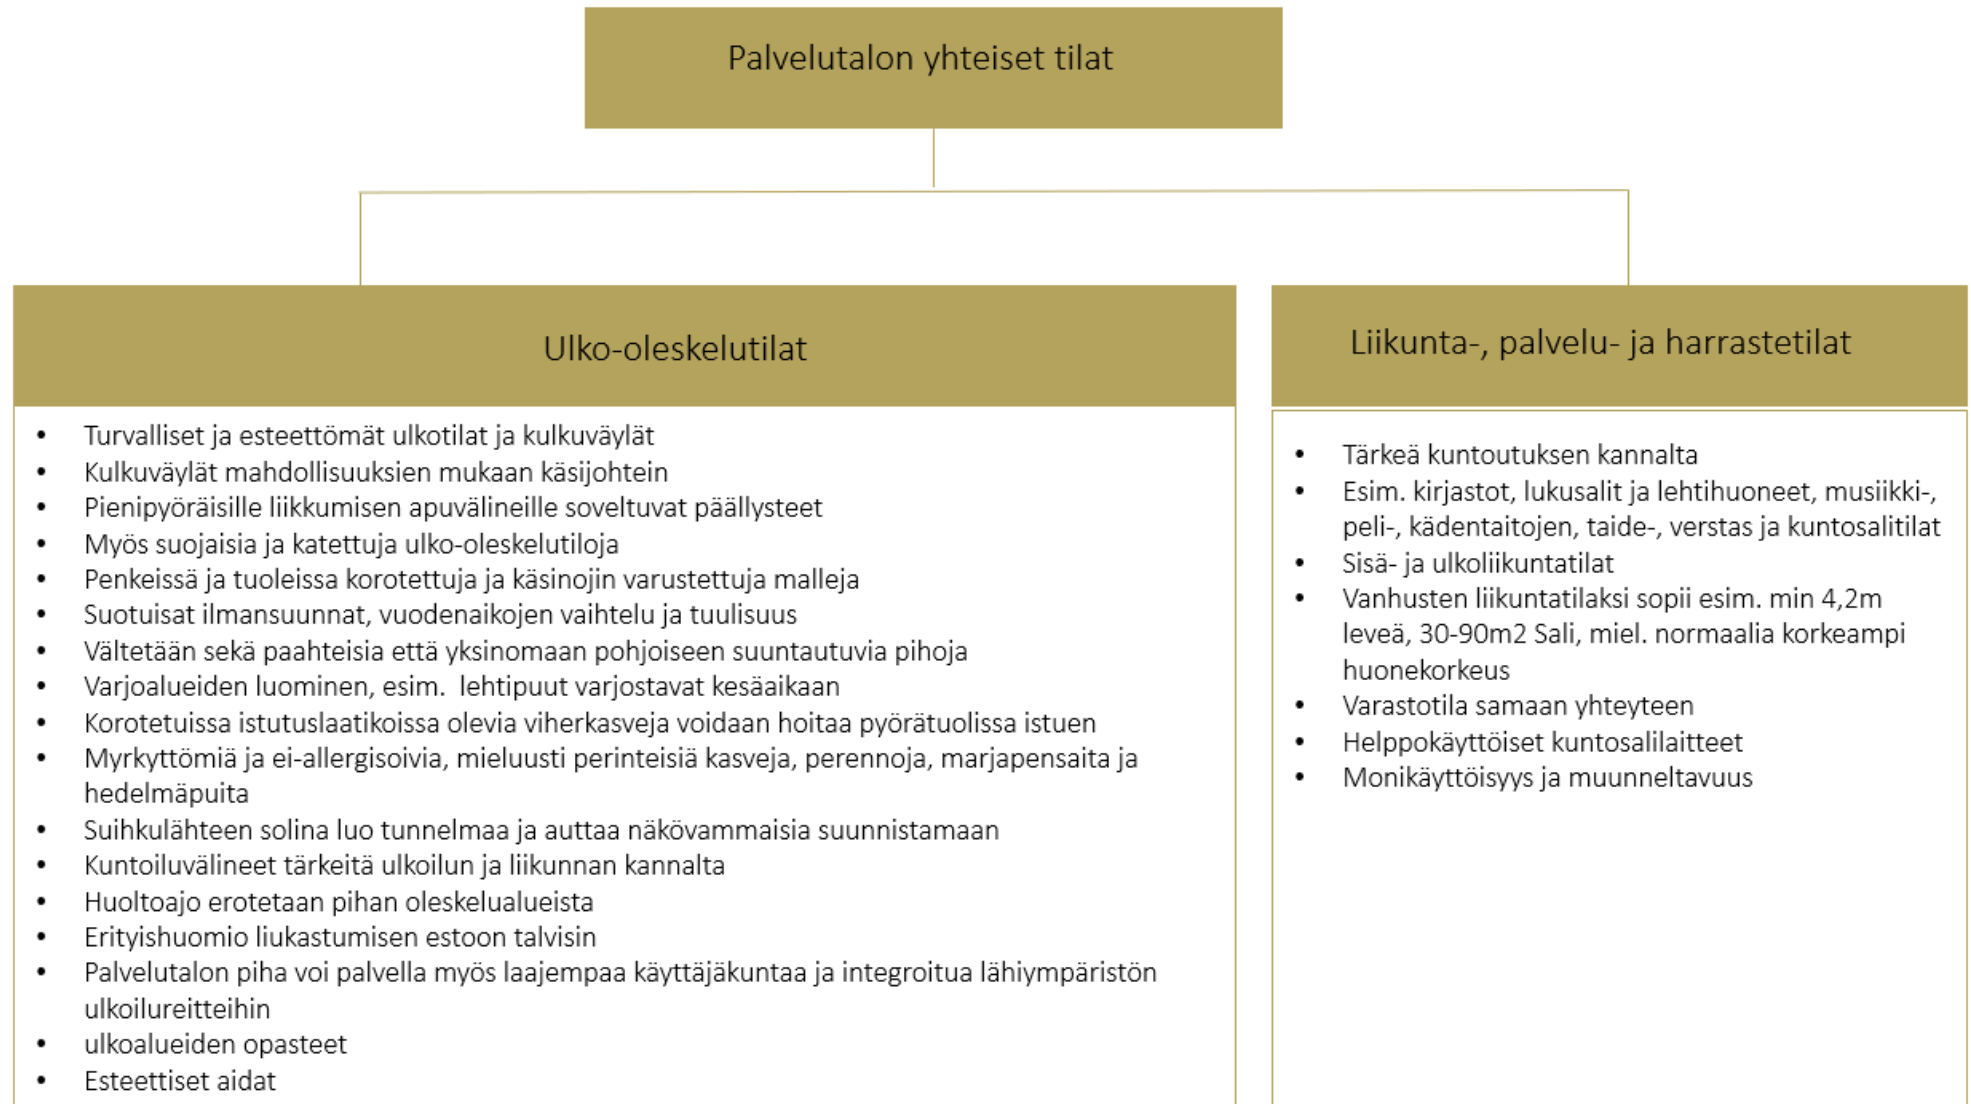 Palvelutalon yhteiset tilat
Ulko-oleskelutilat
• Turvalliset ja esteettömät ulkotilat ja kulkuväylät
• Kulkuväylät mahdollisuuksien mukaan käsijohtein
• Pienipyöräisille liikkumisen apuvälineille soveltuvat päällysteet
• Myös suojaisia ja katettuja ulko-oleskelutiloja
• Penkeissä ja tuoleissa korotettuja ja käsinojin varustettuja malleja
• Suotuisat ilmansuunnat, vuodenaikojen vaihtelu ja tuulisuus
• Vältetään sekä paahteisia että yksinomaan pohjoiseen suuntautuvia pihoja
• Varjoalueiden luominen, esim. lehtipuut varjostavat kesäaikaan
• Korotetuissa istutuslaatikoissa olevia viherkasveja voidaan hoitaa pyörätuolissa istuen
• Myrkyttömiä ja ei-allergisoivia, mieluusti perinteisiä kasveja, perennoja, marjapensaita ja
hedelmäpuita
• Suihkulähteen solina luo tunnelmaa ja auttaa näkövammaisia suunnistamaan
• Kuntoiluvälineet tärkeitä ulkoilun ja liikunnan kannalta
• Huoltoajo erotetaan pihan oleskelualueista
• Erityishuomio liukastumisen estoon talvisin
• Palvelutalon piha voi palvella myös laajempaa käyttäjäkuntaa ja integroitua lähiympäristön
ulkoilureitteihin
• ulkoalueiden opasteet
• Esteettiset aidat
Liikunta-, palvelu- ja harrastetilat
• Tärkeä kuntoutuksen kannalta
• Esim. kirjastot, lukusalit ja lehtihuoneet, musiikki-,
peli-, kädentaitojen, taide-, verstas ja kuntosalitilat
• Sisä- ja ulkoliikuntatilat
• Vanhusten liikuntatilaksi sopii esim. min 4,2m
leveä, 30-90m2 Sali, miel. normaalia korkeampi
huonekorkeus
• Varastotila samaan yhteyteen
• Helppokäyttöiset kuntosalilaitteet
• Monikäyttöisyys ja muunneltavuus